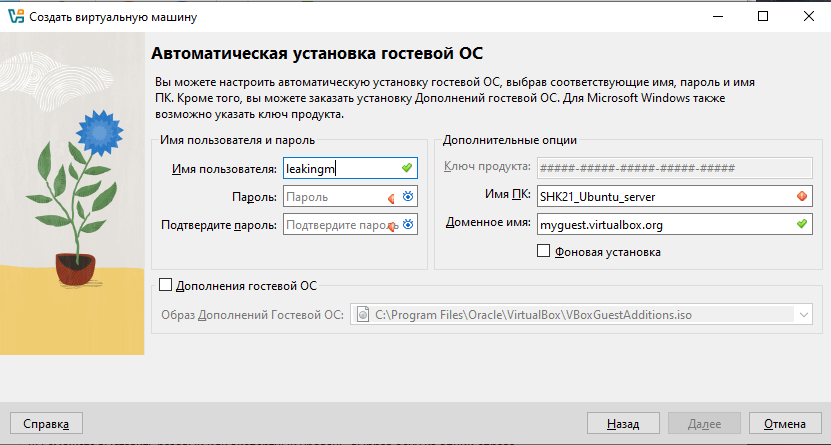 Создать виртуальную машину
Автоматическая установка гостевой ОС
Вы можете настроить автоматическую установку гостевой ОС, выбрав соответствующие имя, пароль и имя
ПК. Кроме того, вы можете заказать установку Дополнений гостевой ОС. Для Microsoft Windows также
возможно указать ключ продукта.
Имя пользователя и пароль
Имя пользователя: leakingm
Пароль: Пароль
Подтвердите пароль: Подтвердите пароль
Дополнительные опции
Ключ продукта: #####-#####-#####-#####-#####
Имя ПК: SHK21_Ubuntu_server
Доменное имя: myguest.virtualbox.org
Фоновая установка
Дополнения гостевой ОС
Образ Дополнений Гостевой ОС: C:\Program Files\Oracle\VirtualBox\VBoxGuestAdditions.iso
Справка
Назад
Далее
Отмена